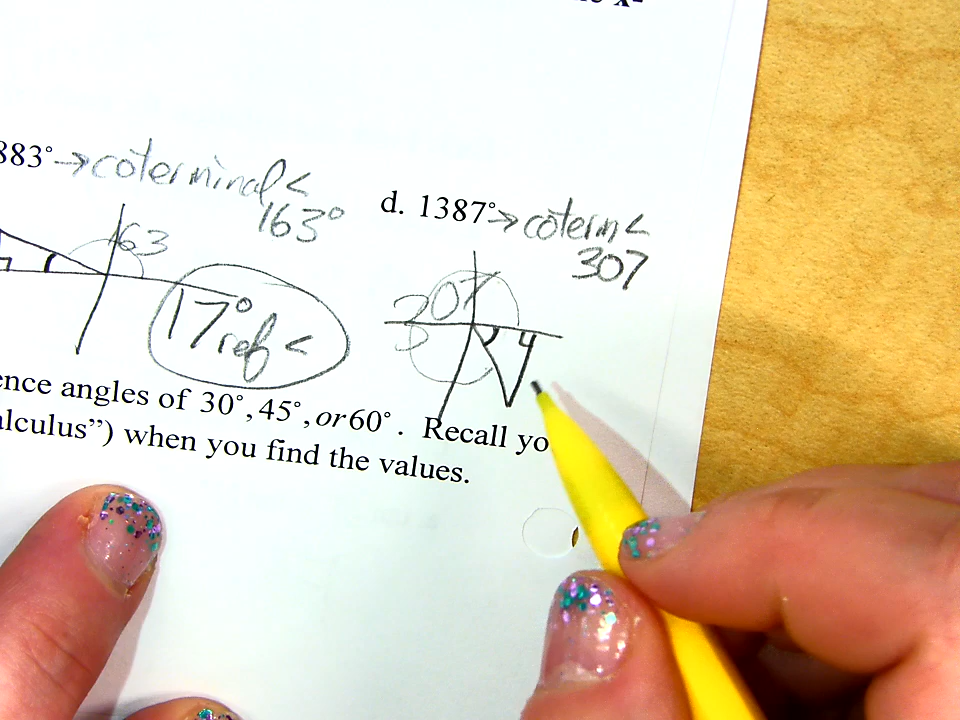 883° → coterminal <
163°
d. 1387° → coterm <
307
163
17°
ref <
307
ence angles of 30°, 45°, or 60°. Recall yo
alculus”) when you find the values.